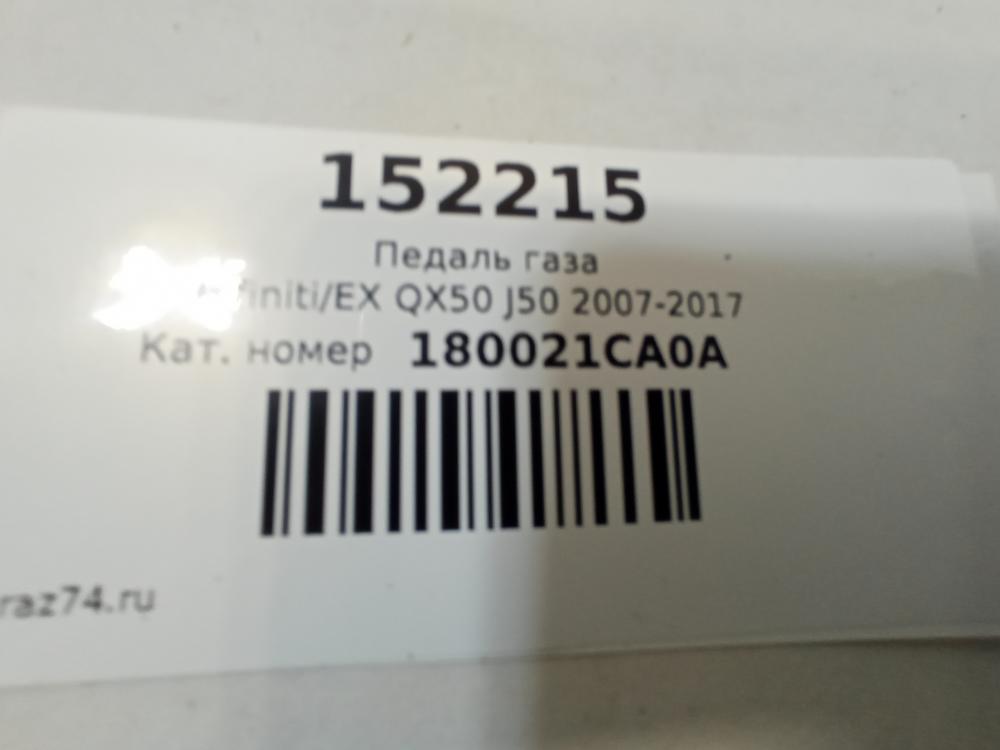 152215
Педаль газа
finiti/EX QX50 J50 2007-2017
Кат. номер 180021CA0A
raz74.ru